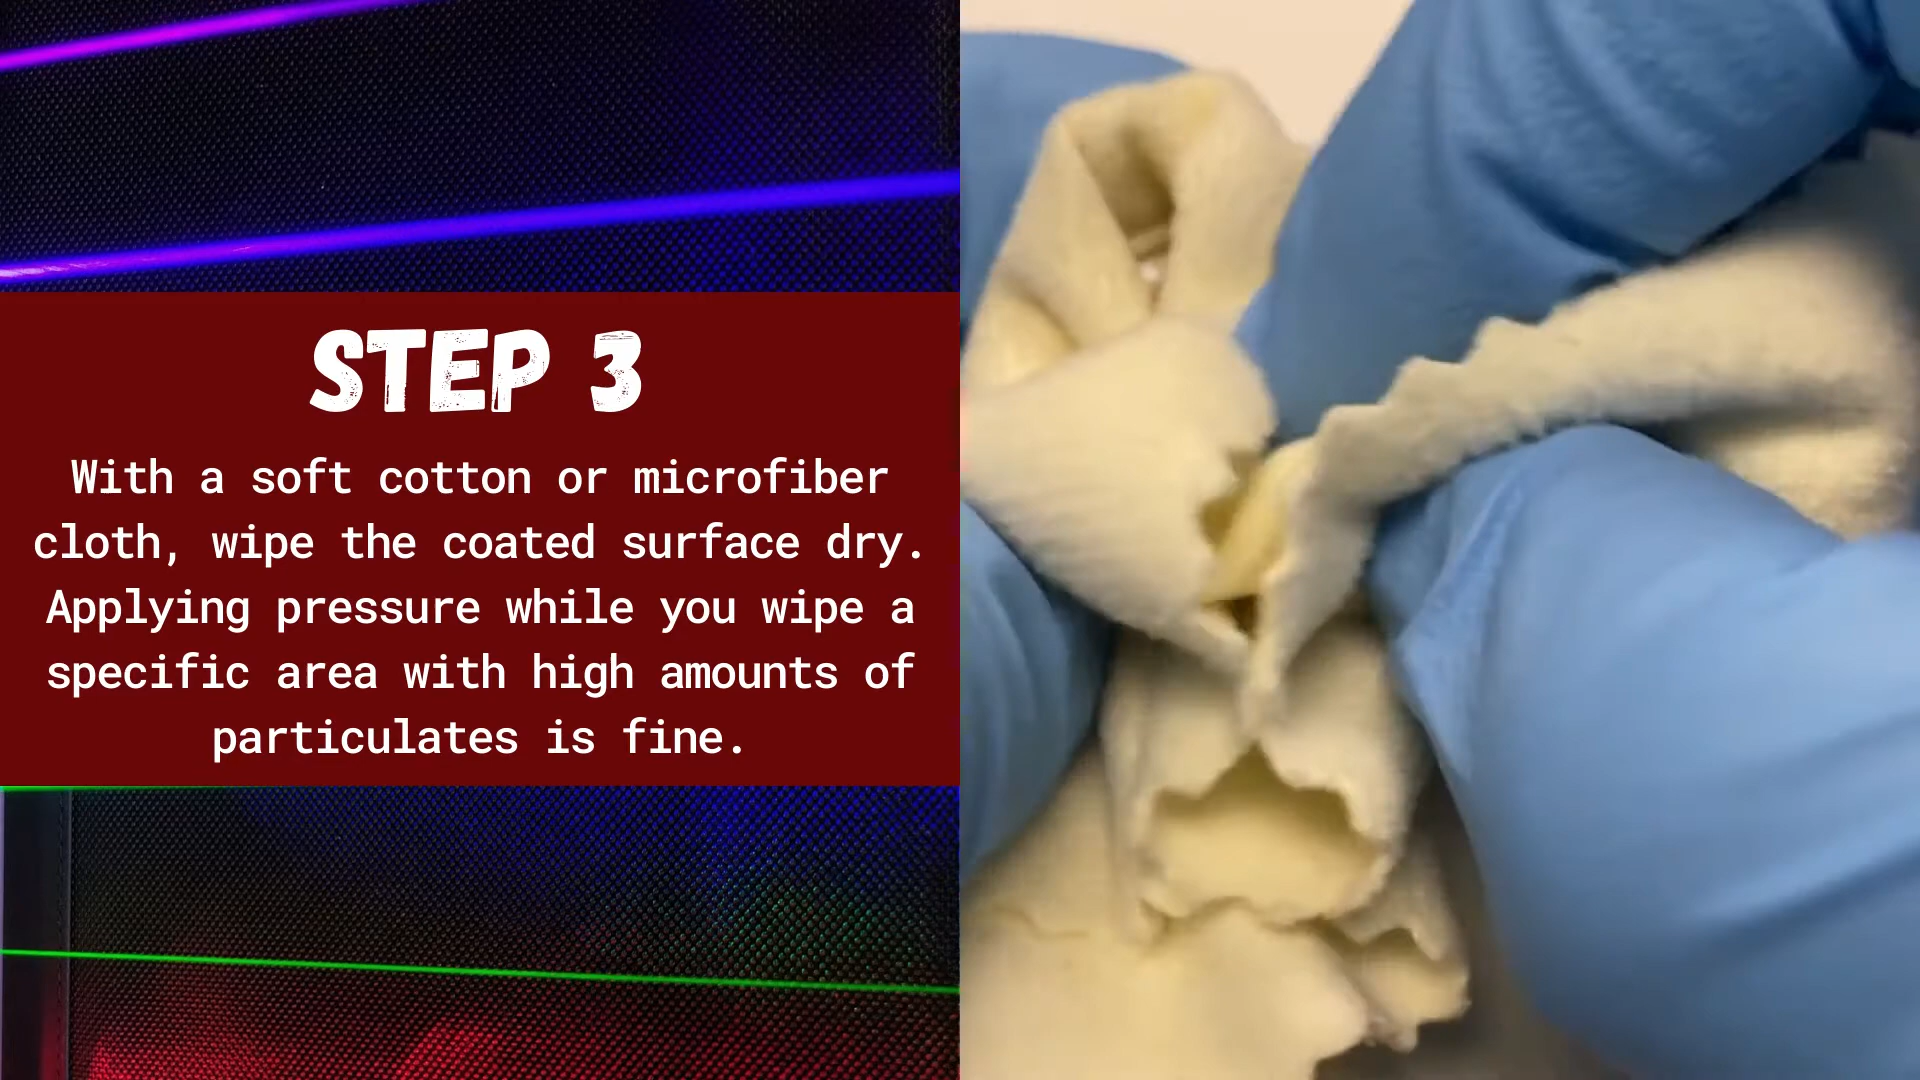 STEP 3
With a soft cotton or microfiber
cloth, wipe the coated surface dry.
Applying pressure while you wipe a
specific area with high amounts of
particulates is fine.